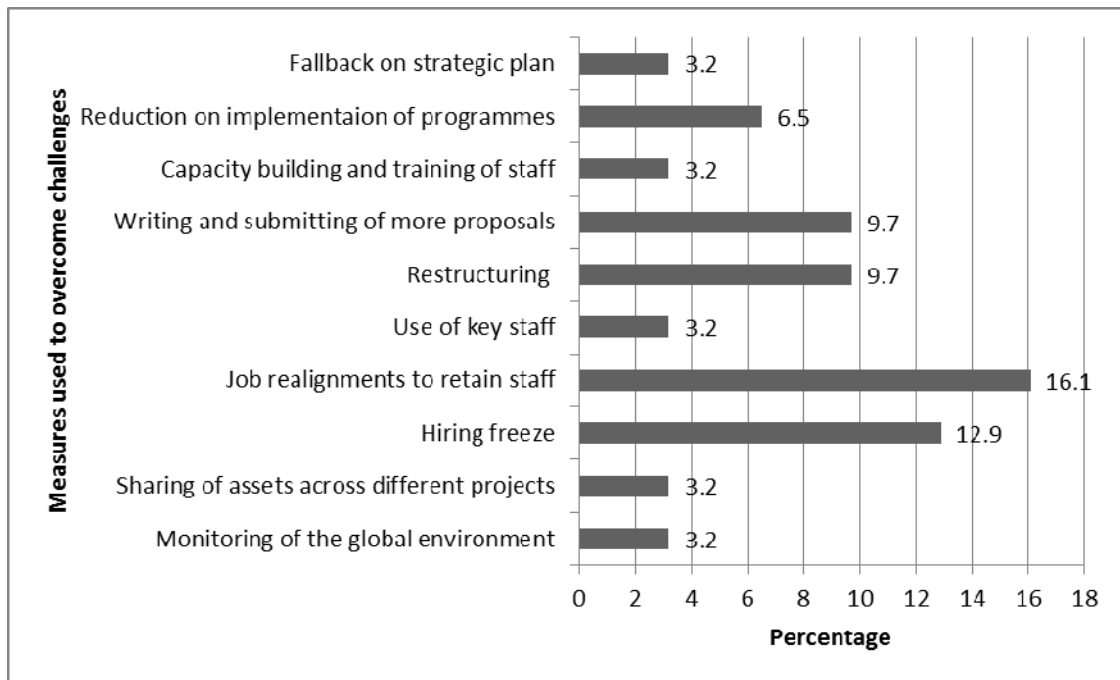 Measures used to overcome challenges
Fallback on strategic plan 3.2
Reduction on implementaion of programmes 6.5
Capacity building and training of staff 3.2
Writing and submitting of more proposals 9.7
Restructuring 9.7
Use of key staff 3.2
Job realignments to retain staff 16.1
Hiring freeze 12.9
Sharing of assets across different projects 3.2
Monitoring of the global environment 3.2
0 2 4 6 8 10 12 14 16 18
Percentage